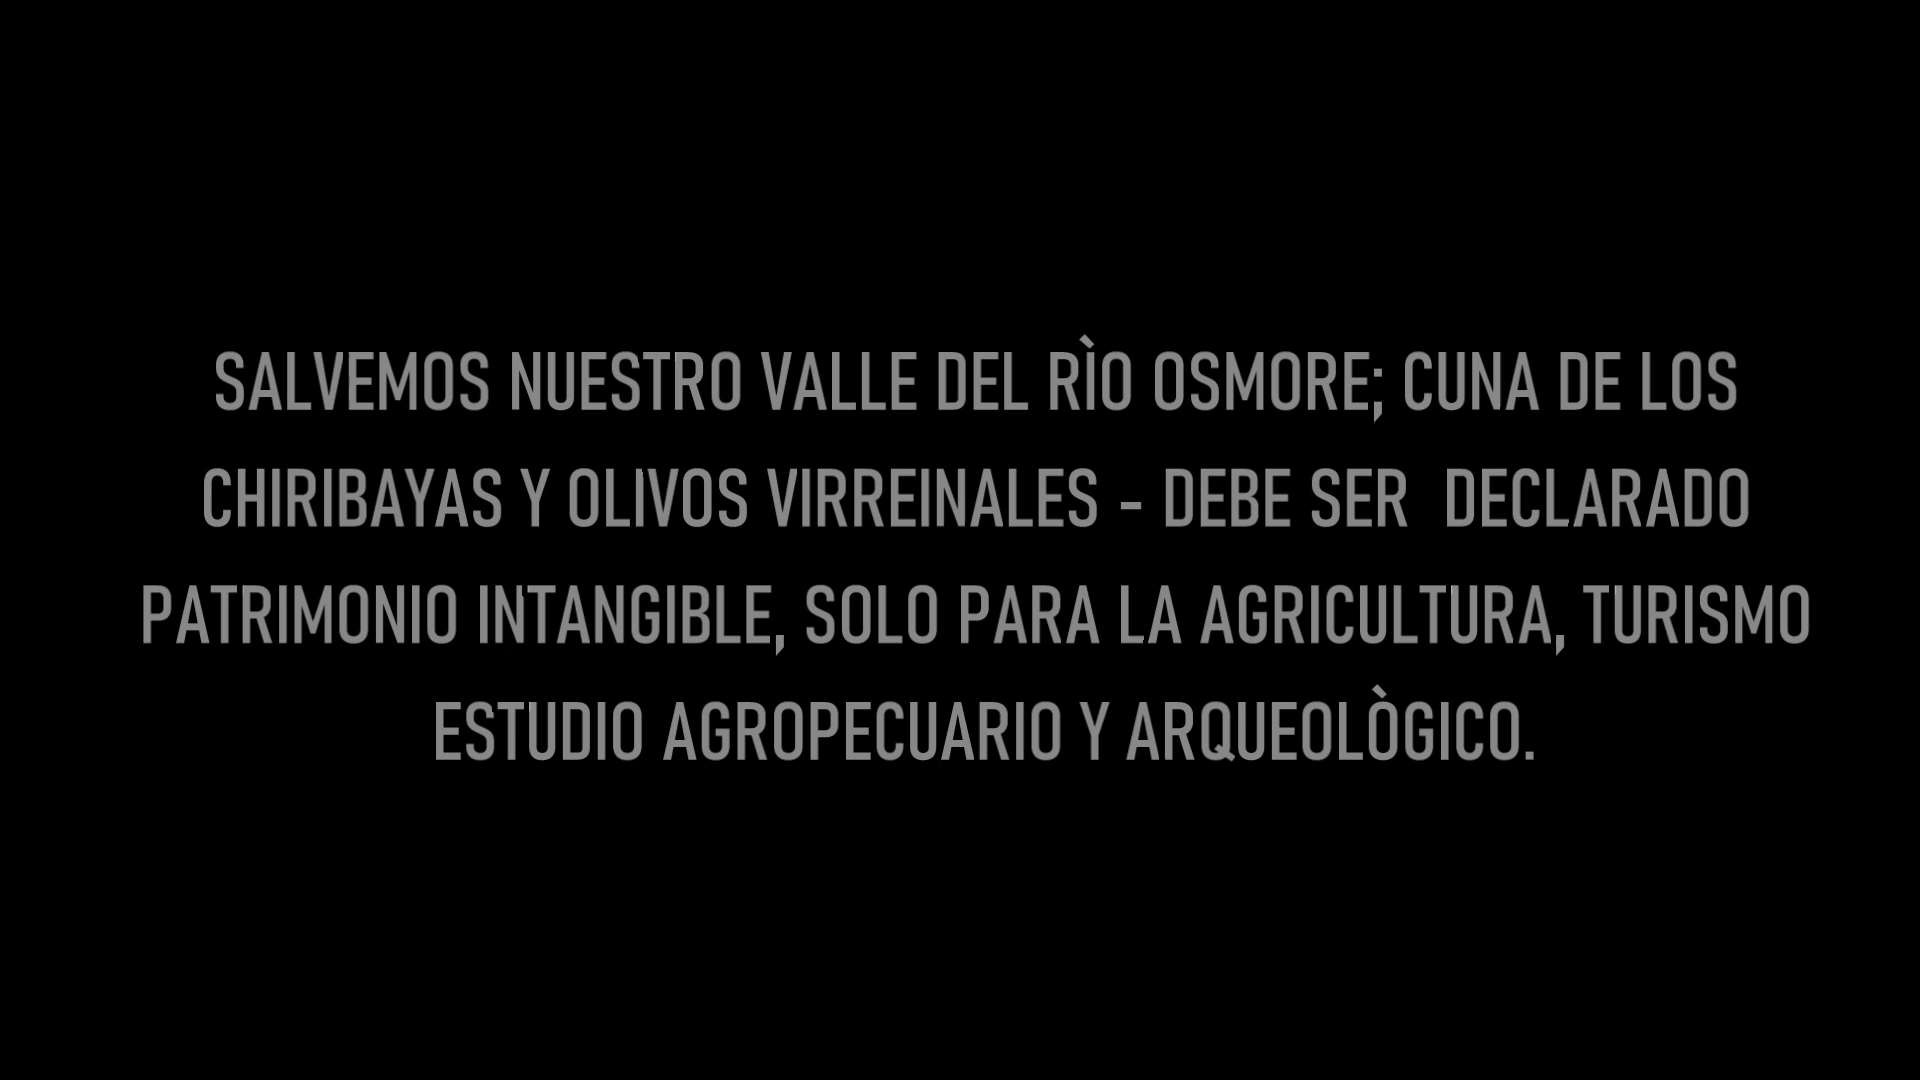 SALVEMOS NUESTRO VALLE DEL RÌO OSMORE; CUNA DE LOS
CHIRIBAYAS Y OLIVOS VIRREINALES - DEBE SER  DECLARADO
PATRIMONIO INTANGIBLE, SOLO PARA LA AGRICULTURA, TURISMO
ESTUDIO AGROPECUARIO Y ARQUEOLÒGICO.